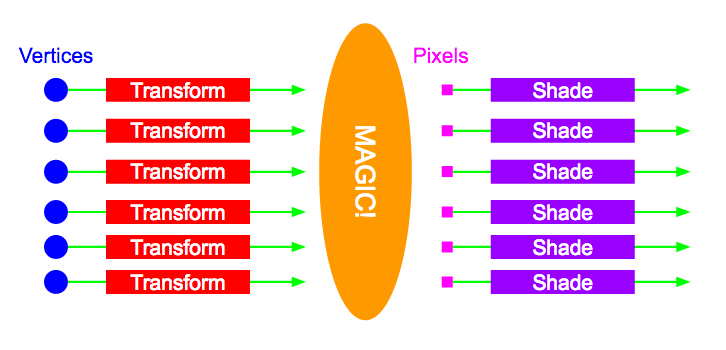 Vertices
Pixels
Transform
Shade
Transform
Shade
Transform
Shade
Transform
Shade
Transform
Shade
Transform
Shade
MAGIC!